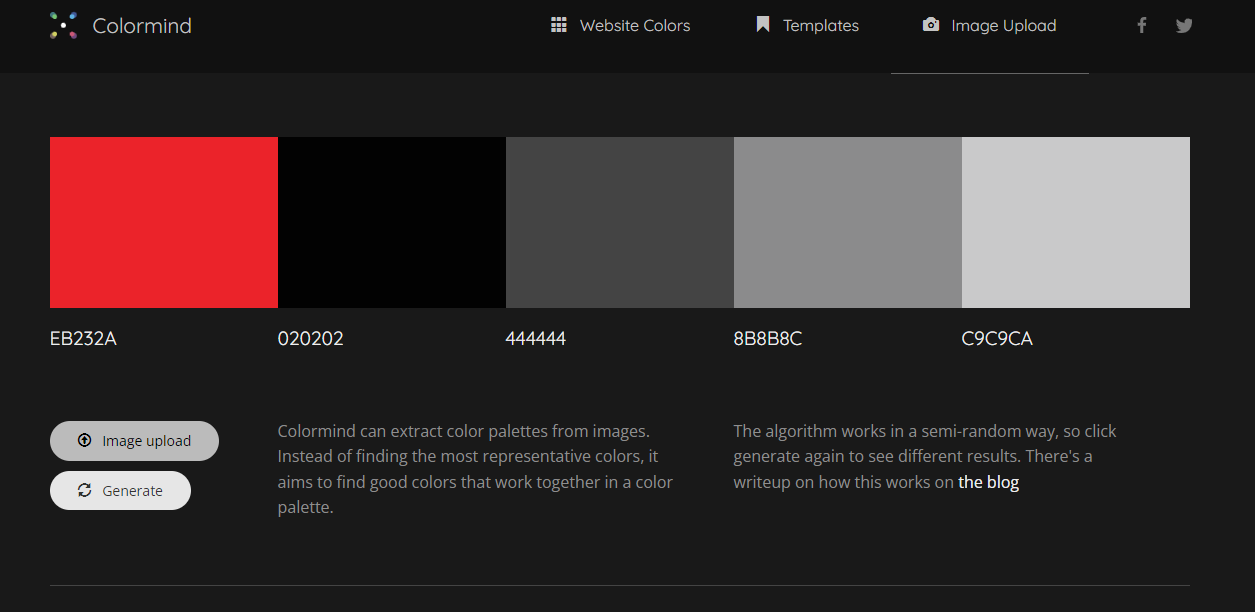 Colormind
Website Colors
Templates
Image Upload
EB232A
020202
444444
8B8B8C
C9C9CA
Image upload
Generate
Colormind can extract color palettes from images.
Instead of finding the most representative colors, it
aims to find good colors that work together in a color
palette.
The algorithm works in a semi-random way, so click
generate again to see different results. There's a
writeup on how this works on the blog